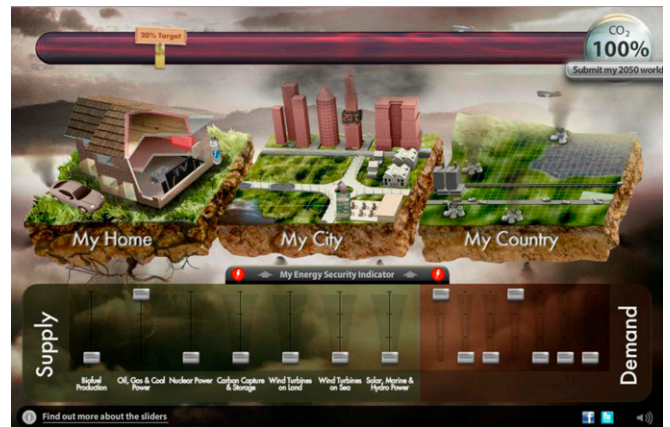 20% Target
CO2
100%
Submit my 2050 world
20°C
My Home
My City
My Country
My Energy Security Indicator
Supply
Demand
Biofuel
Production
Oil, Gas & Coal
Power
Nuclear Power
Carbon Capture
& Storage
Wind Turbines
on Land
Wind Turbines
on Sea
Solar, Marine &
Hydro Power
i
Find out more about the sliders
f